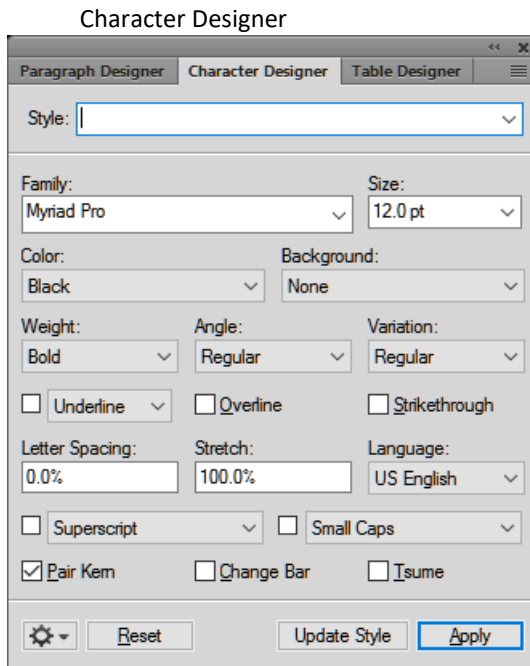 Character Designer
Paragraph Designer Character Designer Table Designer
Style:
Family: Size:
Myriad Pro 12.0 pt
Color: Background:
Black None
Weight: Angle: Variation:
Bold Regular Regular
Underline Overline Strikethrough
Letter Spacing: Stretch: Language:
0.0% 100.0% US English
Superscript Small Caps
Pair Kern Change Bar Tsume
Reset Update Style Apply